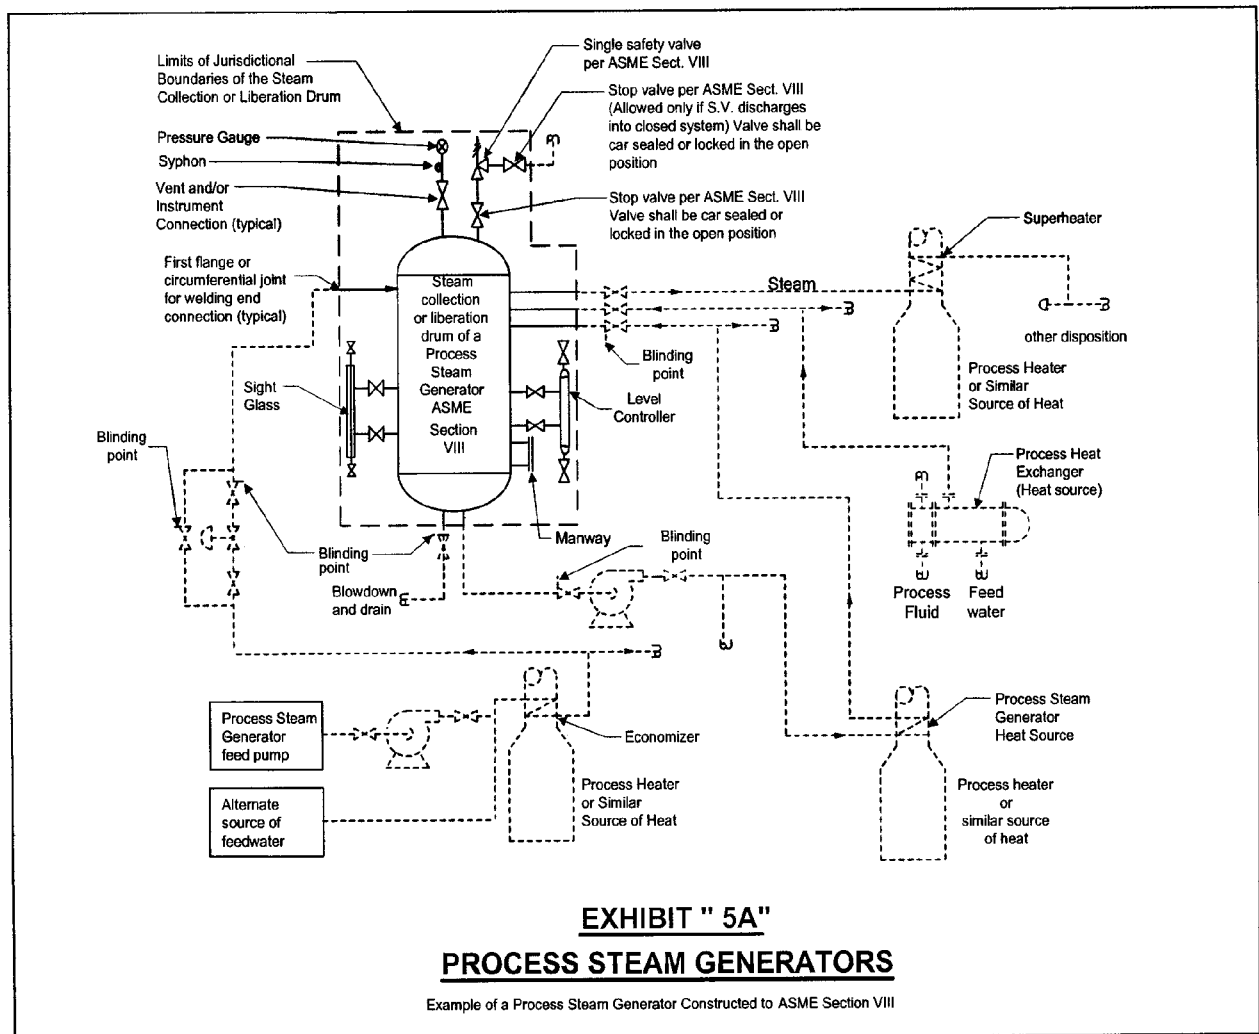 Limits of Jurisdictional
Boundaries of the Steam
Collection or Liberation Drum
Pressure Gauge
Syphon
Vent and/or
Instrument
Connection (typical)
First flange or
circumferential joint
for welding end
connection (typical)
Single safety valve
per ASME Sect. VIII
Stop valve per ASME Sect. VIII
(Allowed only if S.V. discharges
into closed system) Valve shall be
car sealed or locked in the open
position
Stop valve per ASME Sect. VIII
Valve shall be car sealed or
locked in the open position
Superheater
Steam
collection
or liberation
drum of a
Process
Steam
Generator
ASME
Section
VIII
Steam
Blinding
point
other disposition
Process Heater
or Similar
Source of Heat
Sight
Glass
Level
Controller
Blinding
point
Process Heat
Exchanger
(Heat source)
Blinding
point
Manway
Blinding
point
Blowdown
and drain
Process
Fluid
Feed
water
Process Steam
Generator
feed pump
Economizer
Process Steam
Generator
Heat Source
Alternate
source of
feedwater
Process Heater
or Similar
Source of Heat
Process heater
or
similar source
of heat
EXHIBIT " 5A"
PROCESS STEAM GENERATORS
Example of a Process Steam Generator Constructed to ASME Section VIII